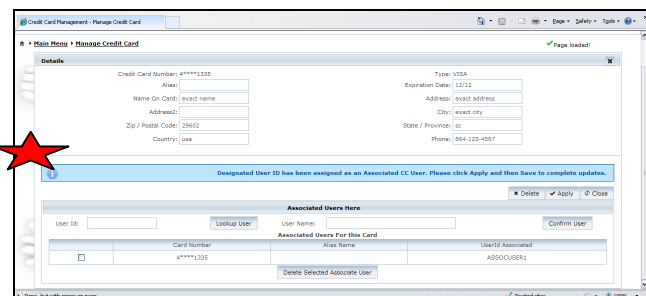 Credit Card Management - Manage Credit Card
Page Safety Tools
Main Menu Manage Credit Card
Page loaded!
Details
Credit Card Number: 4****1335 Type: VISA
Alias: Expiration Date: 12/12
Name On Card: exact name Address: exact address
Address2: City: exact city
Zip / Postal Code: 29602 State / Province: sc
Country: usa Phone: 864-123-4567
Designated User ID has been assigned as an Associated CC User. Please click Apply and then Save to complete updates.
Delete Apply Close
Associated Users Here
User Id: Lookup User User Name: Confirm User
Associated Users For this Card
Card Number Alias Name UserId Associated
4****1335 ASSOCUSER1
Delete Selected Associate User